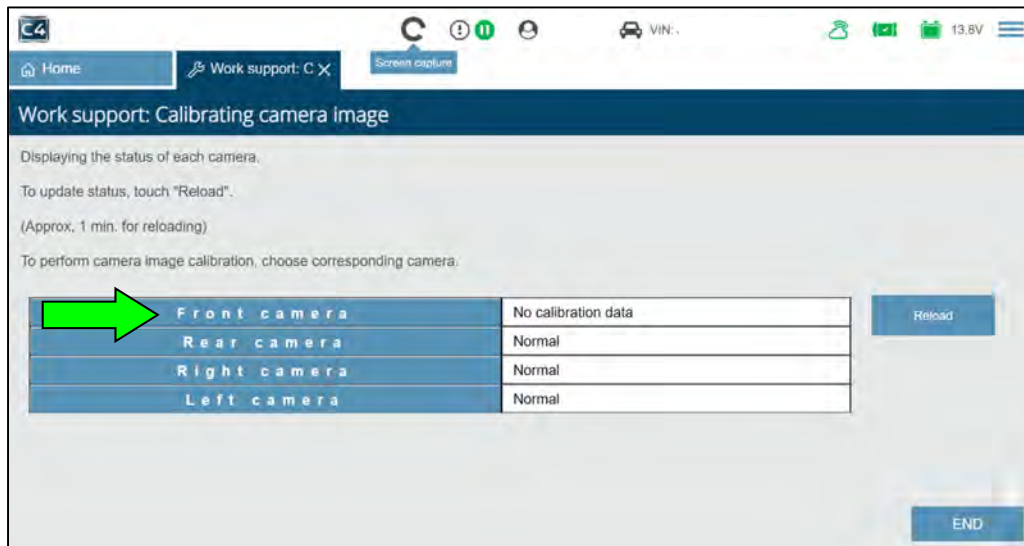 C4
VIN: .
13.8V
Home
Work support: C X
Screen capture
Work support: Calibrating camera image
Displaying the status of each camera.
To update status, touch "Reload".
(Approx, 1 min. for reloading)
To perform camera image calibration, choose corresponding camera.
Front camera No calibration data
Reload
Rear camera Normal
Right camera Normal
Left camera Normal
END